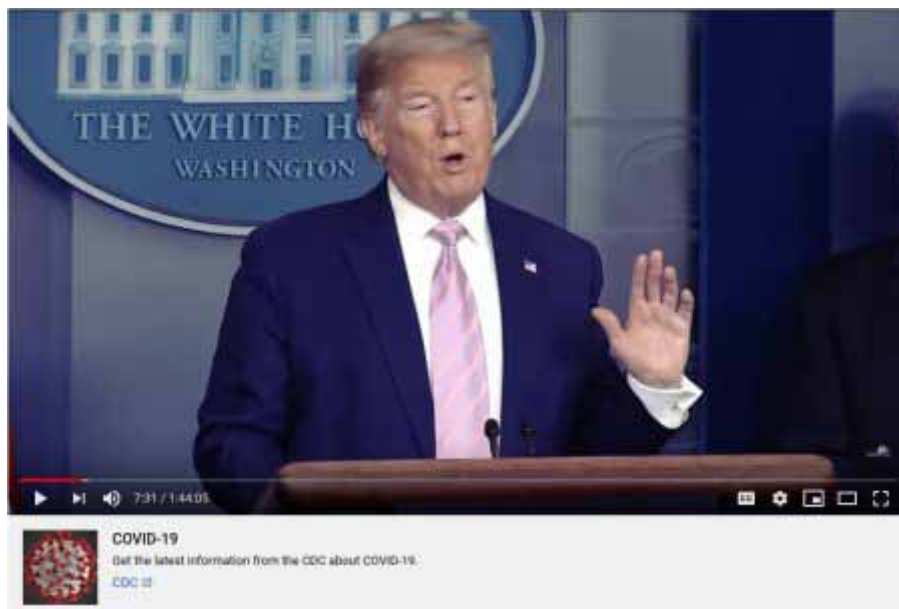 THE WHITE H
WASHINGTON
7:31 / 1:44:05
COVID-19
Get the latest information from the CDC about COVID-19.
CDC